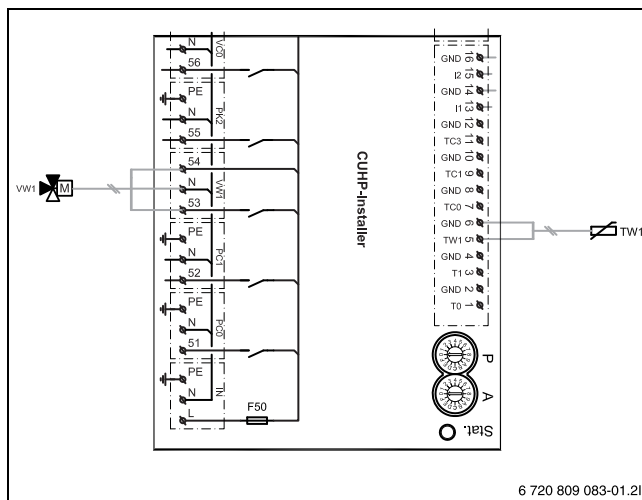 N
VC0
56
PE
N
PK2
55
54
N
VW1
53
PE
N
PC1
52
PE
N
PC0
51
PE
N
IN
L
F50
VW1
M
CUHP-Installer
GND 16
I2 15
GND 14
I1 13
GND 12
TC3 11
GND 10
TC1 9
GND 8
TC0 7
GND 6
TW1 5
GND 4
T1 3
GND 2
T0 1
TW1
P
A
Stat.
6 720 809 083-01.2I